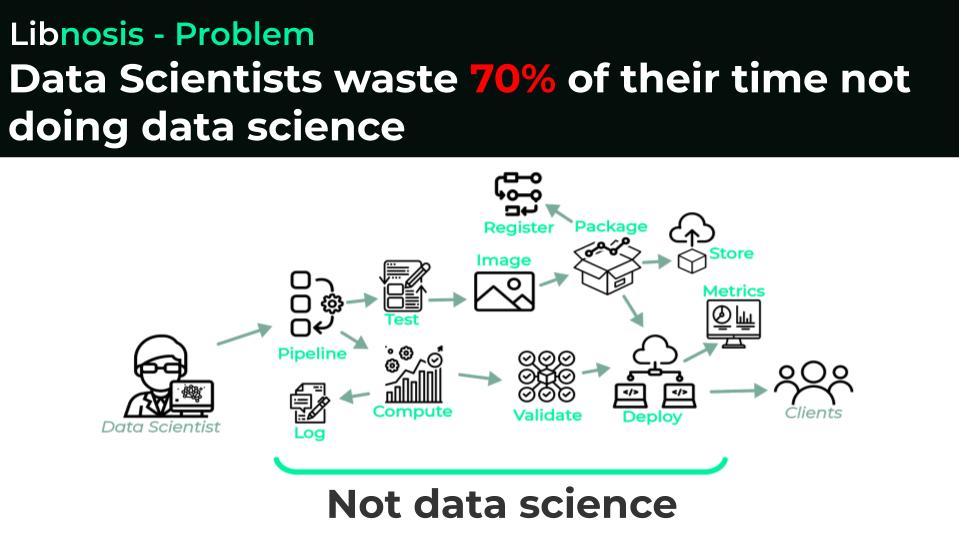 Libnosis - Problem
Data Scientists waste 70% of their time not
doing data science
Register
Package
Store
Image
Metrics
Test
Pipeline
Compute
Validate
Deploy
Clients
Data Scientist
Log
Not data science